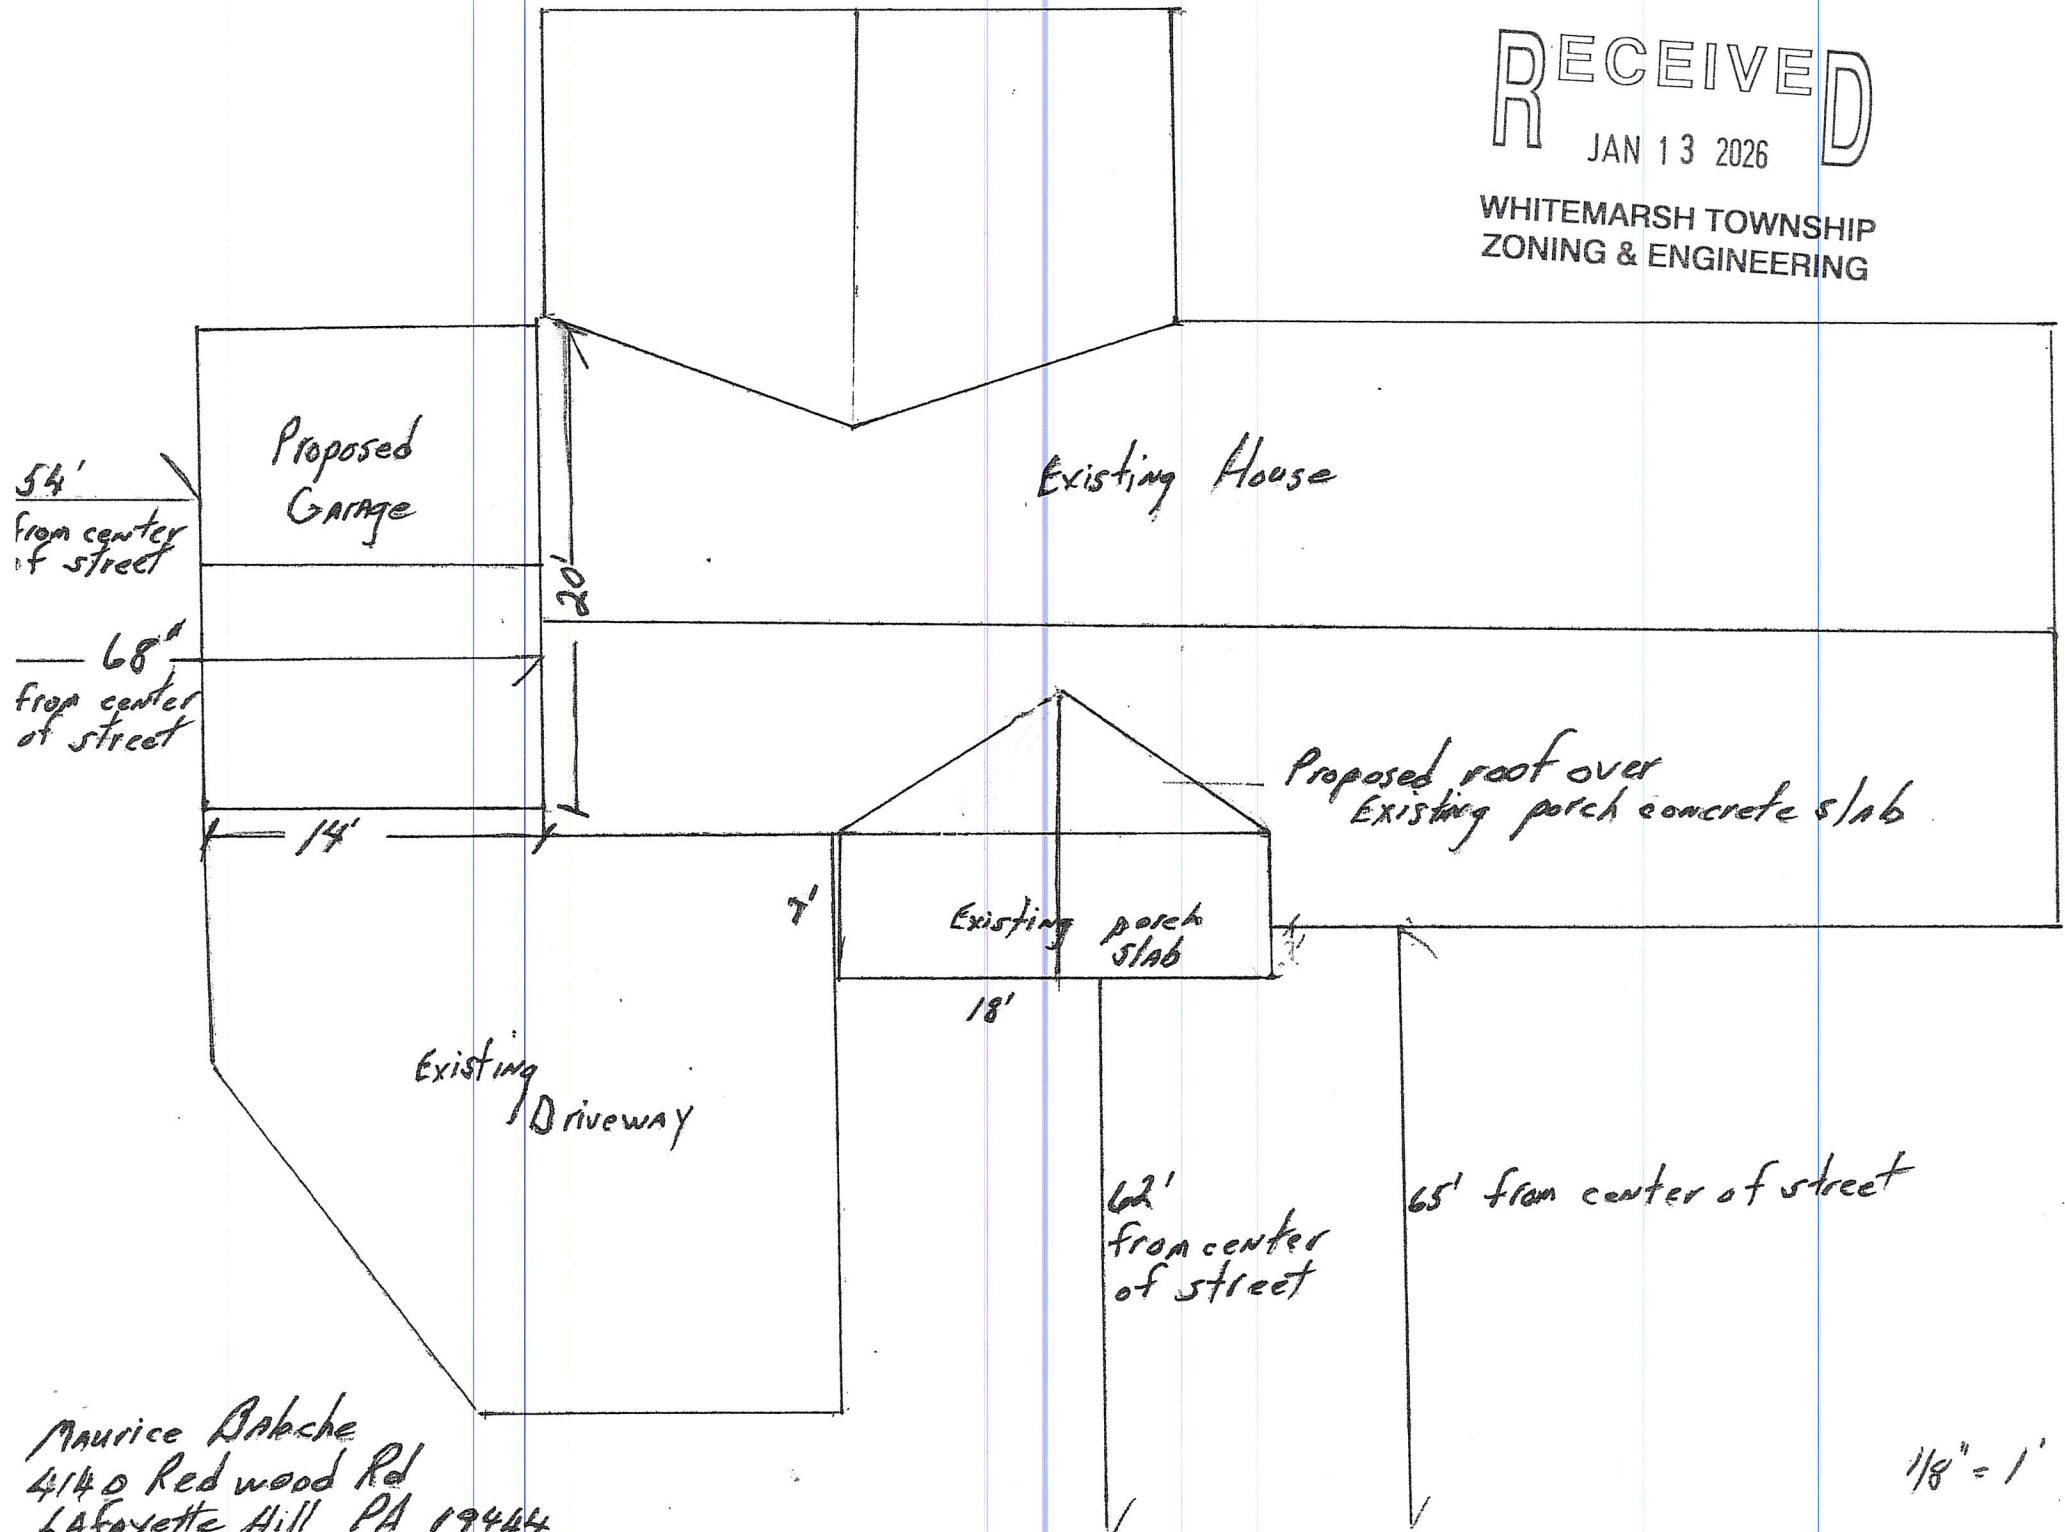 RECEIVED
JAN 13 2026
WHITEMARSH TOWNSHIP
ZONING & ENGINEERING
Proposed
Garage
Existing House
54'
from center
of street
20'
68"
from center
of street
Proposed roof over
Existing porch concrete slab
14'
7'
Existing porch
slab
18'
Existing
Driveway
62'
from center
of street
65' from center of street
Maurice
4140 Redwood Rd
Lafayette Hill PA 19444
1/8" = 1'